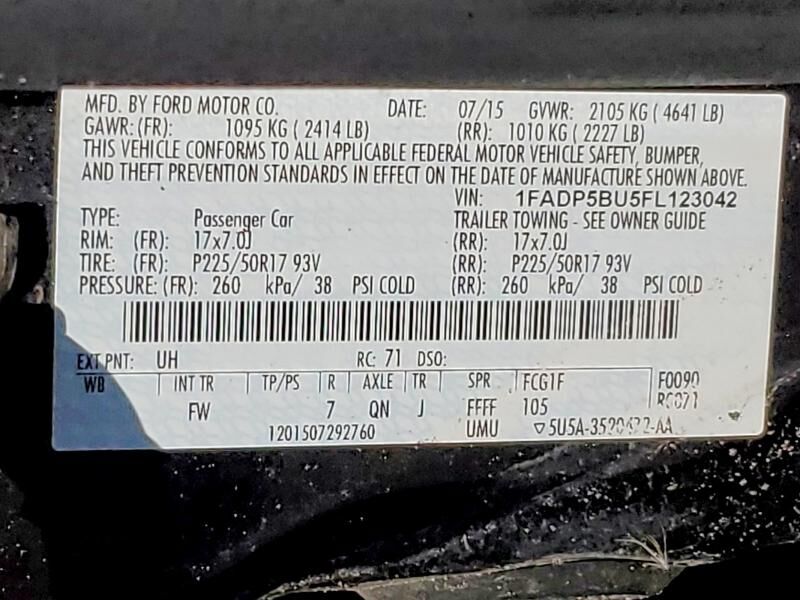 MFD. BY FORD MOTOR CO. DATE: 07/15 GVWR: 2105 KG ( 4641 LB)
GAWR: (FR): 1095 KG ( 2414 LB) (RR): 1010 KG ( 2227 LB)
THIS VEHICLE CONFORMS TO ALL APPLICABLE FEDERAL MOTOR VEHICLE SAFETY, BUMPER,
AND THEFT PREVENTION STANDARDS IN EFFECT ON THE DATE OF MANUFACTURE SHOWN ABOVE.
VIN: 1FADP5BU5FL123042
TYPE: Passenger Car TRAILER TOWING - SEE OWNER GUIDE
RIM: (FR): 17x7.0J (RR): 17x7.0J
TIRE: (FR): P225/50R17 93V (RR): P225/50R17 93V
PRESSURE: (FR): 260 kPa/ 38 PSI COLD (RR): 260 kPa/ 38 PSI COLD
EXT PNT: UH RC: 71 DSO:
WB INT TR TP/PS R AXLE TR SPR FCG1F F0090
FW 7 QN J FFFF 105 R0071
1201507292760 UMU